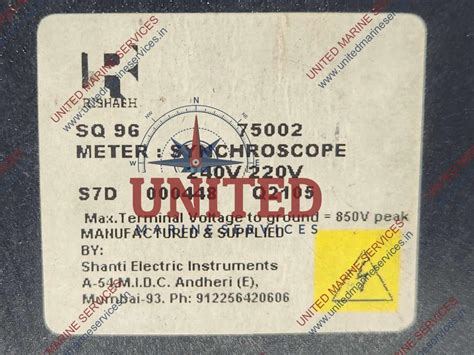 RISHABH
SQ 96 75002
METER : SYNCHROSCOPE
240V/220V
S7D 000448 Q2105
UNITED
MARINE SERVICES
Max.Terminal Voltage to ground = 850V peak
MANUFACTURED & SUPPLIED
BY:
Shanti Electric Instruments
A-54,M.I.D.C. Andheri (E),
Mumbai-93. Ph: 912256420606
UNITED MARINE SERVICES
www.unitedmarineservices.in